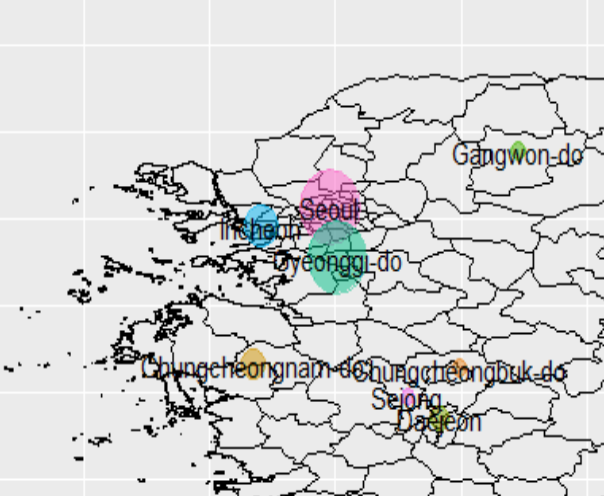 Gangwon-do
Seoul
Incheon
Gyeonggi-do
Chungcheongnam-do
Chungcheongbuk-do
Sejong
Daejeon